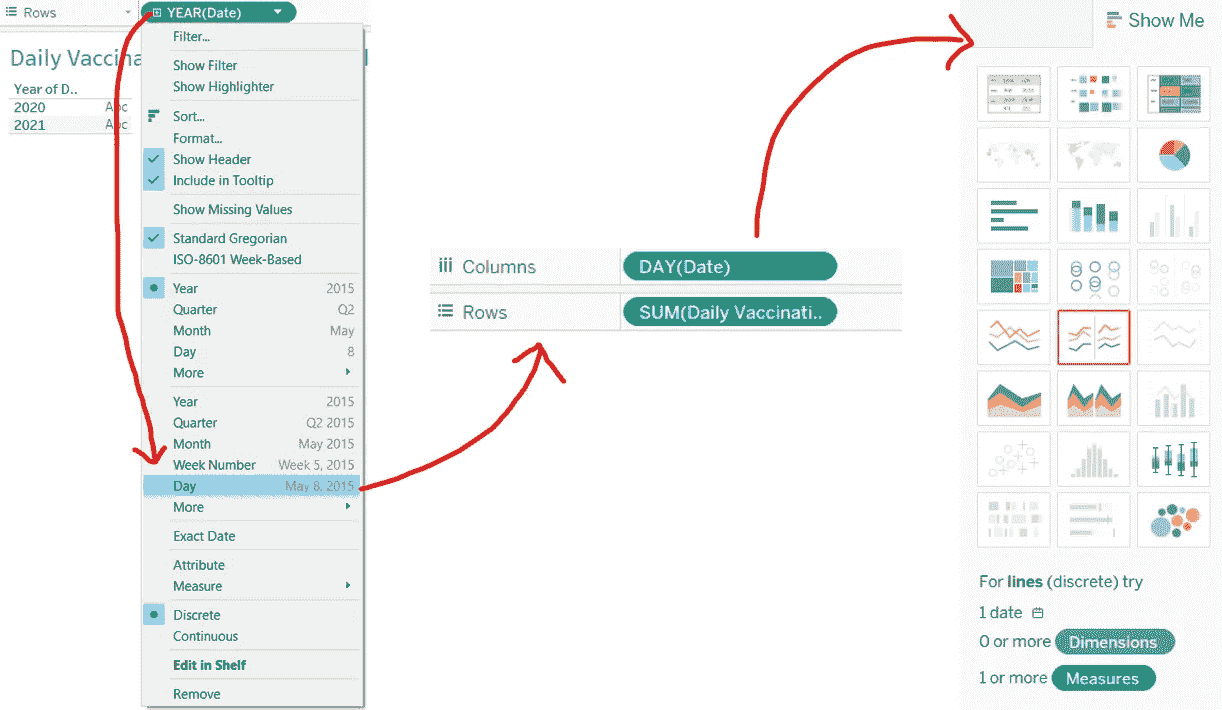 Rows
YEAR(Date)
Daily Vaccina
Year of D..
2020 Abc
2021 Abc
Filter...
Show Filter
Show Highlighter
Sort...
Format...
Show Header
Include in Tooltip
Show Missing Values
Standard Gregorian
ISO-8601 Week-Based
Year 2015
Quarter Q2
Month May
Day 8
More
Year 2015
Quarter Q2 2015
Month May 2015
Week Number Week 5, 2015
Day May 8, 2015
More
Exact Date
Attribute
Measure
Discrete
Continuous
Edit in Shelf
Remove
Columns DAY(Date)
Rows SUM(Daily Vaccinati..
Show Me
For lines (discrete) try
1 date
0 or more Dimensions
1 or more Measures